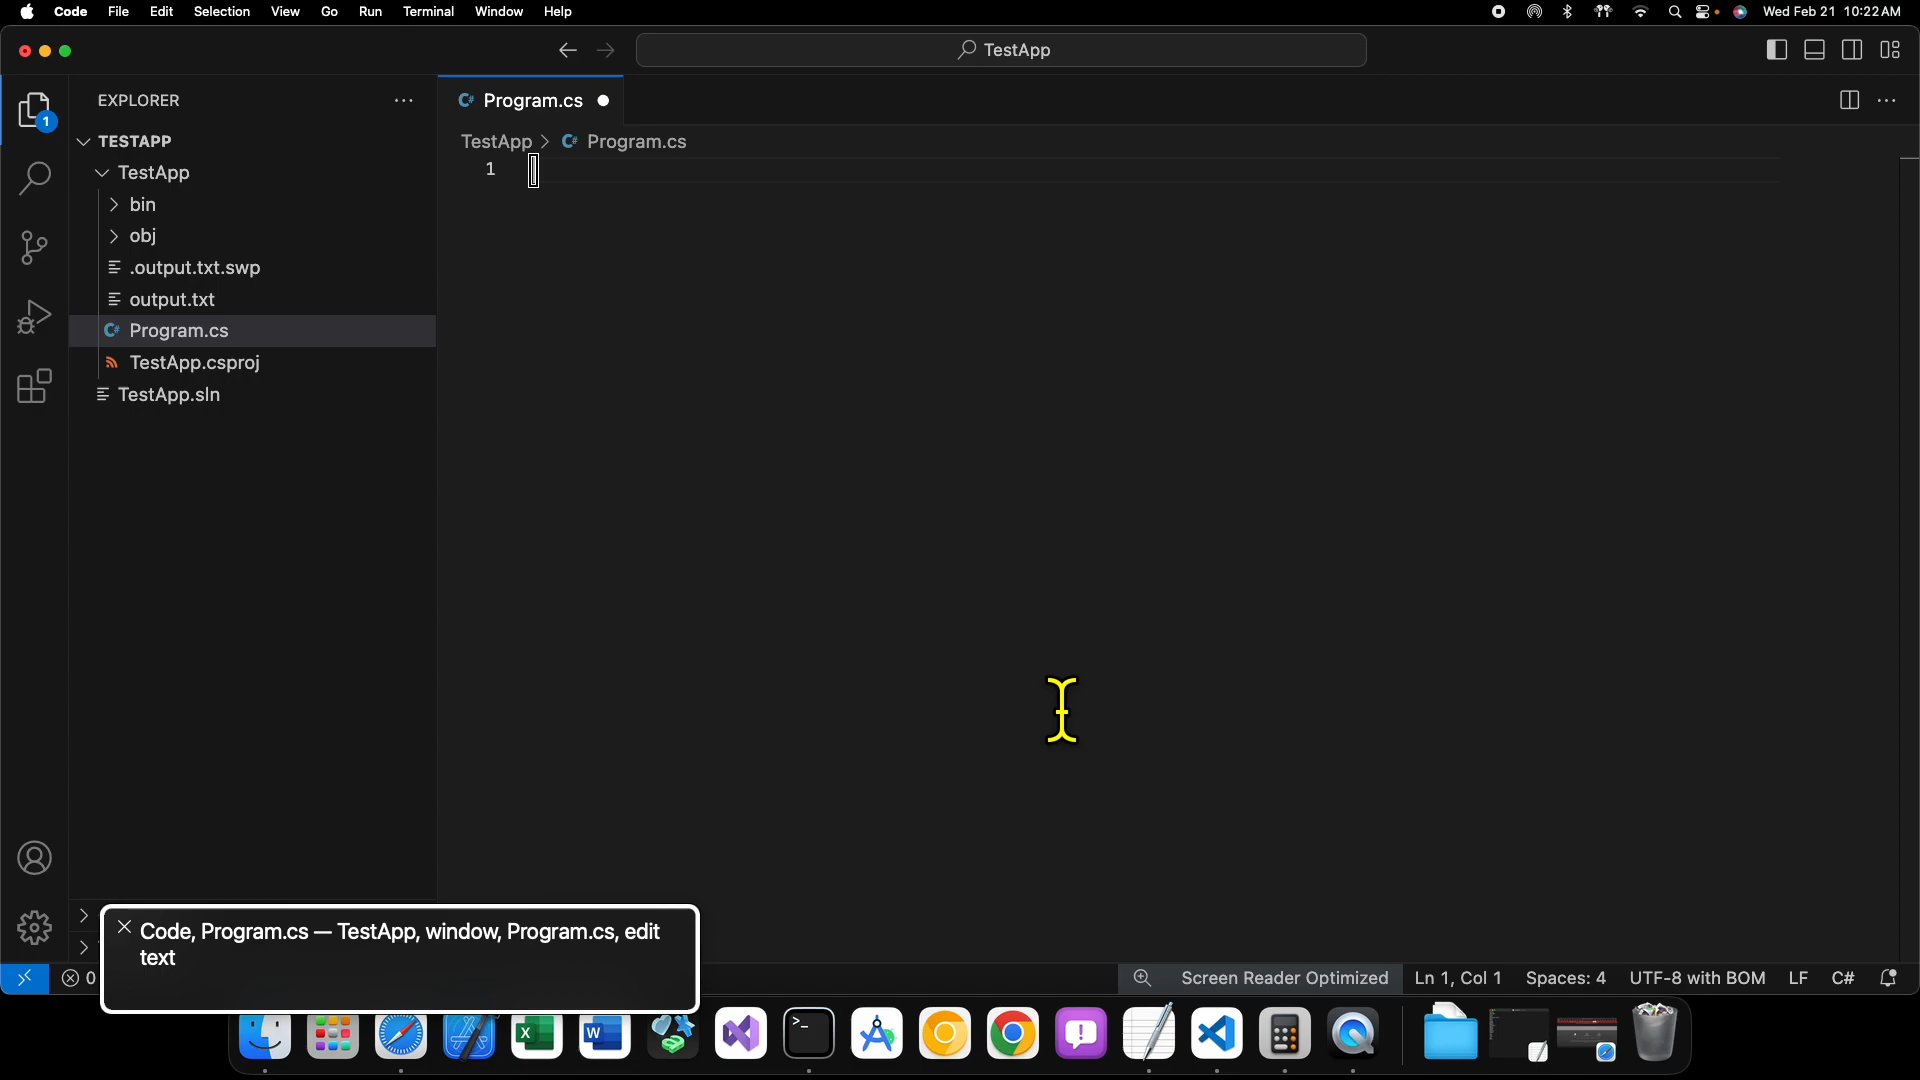 Code File Edit Selection View Go Run Terminal Window Help Wed Feb 21 10:22 AM
TestApp
EXPLORER
Program.cs
TESTAPP
TestApp > Program.cs
1
TestApp
bin
obj
.output.txt.swp
output.txt
Program.cs
TestApp.csproj
TestApp.sln
1
Code, Program.cs — TestApp, window, Program.cs, edit
text
0
Screen Reader Optimized Ln 1, Col 1 Spaces: 4 UTF-8 with BOM LF C#